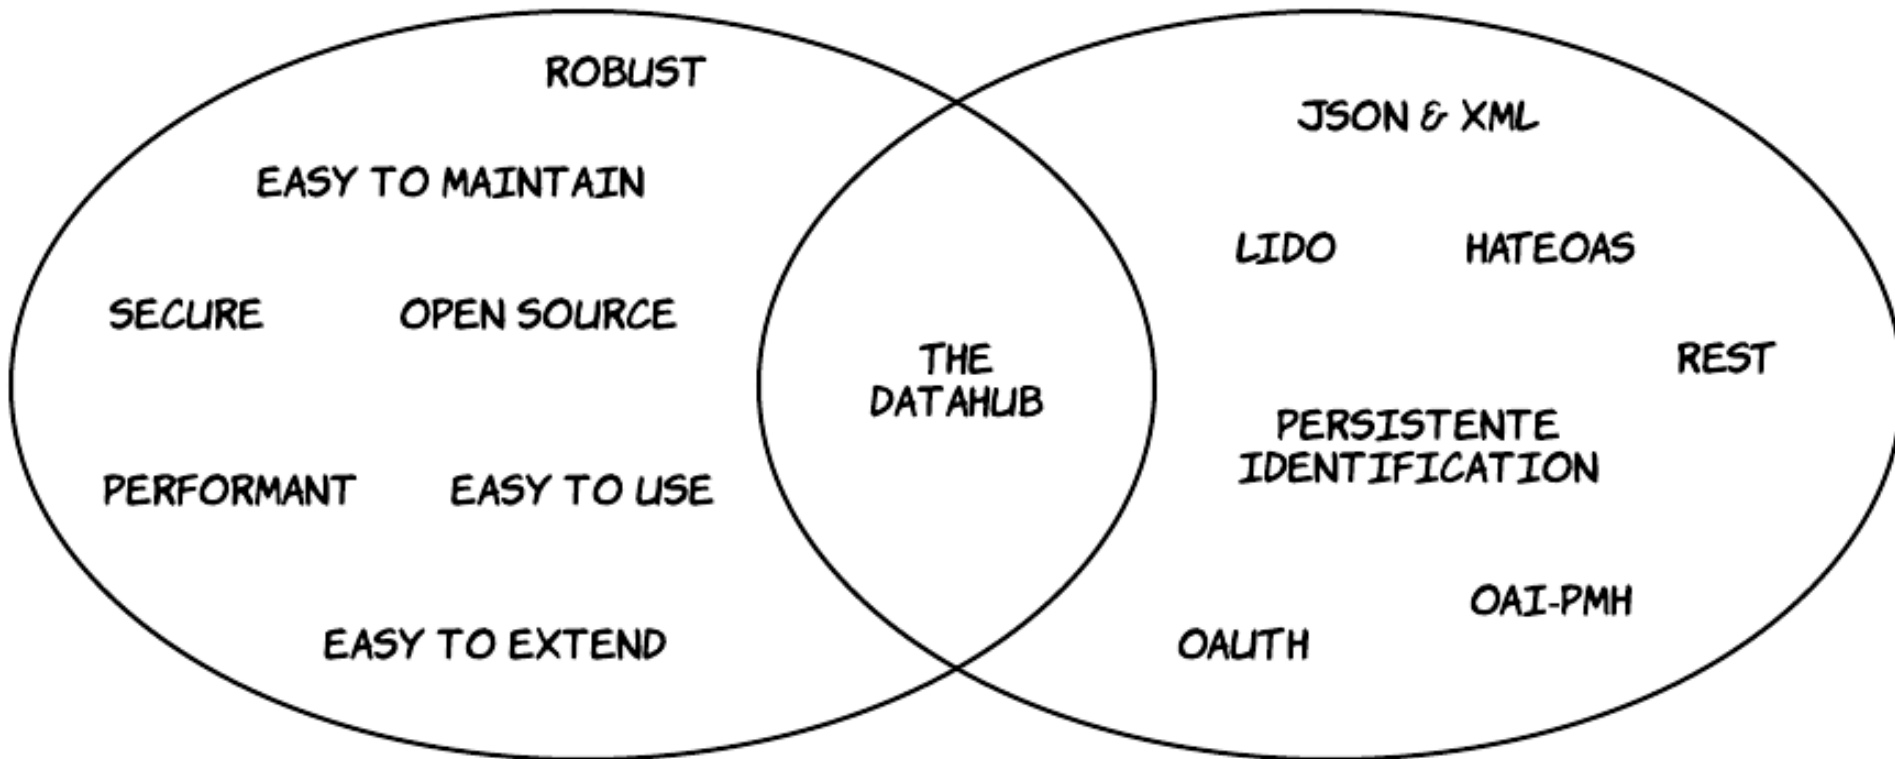 ROBUST
EASY TO MAINTAIN
SECURE
OPEN SOURCE
PERFORMANT
EASY TO USE
EASY TO EXTEND
THE
DATAHUB
JSON & XML
LIDO
HATEOAS
REST
PERSISTENTE
IDENTIFICATION
OAI-PMH
OAUTH